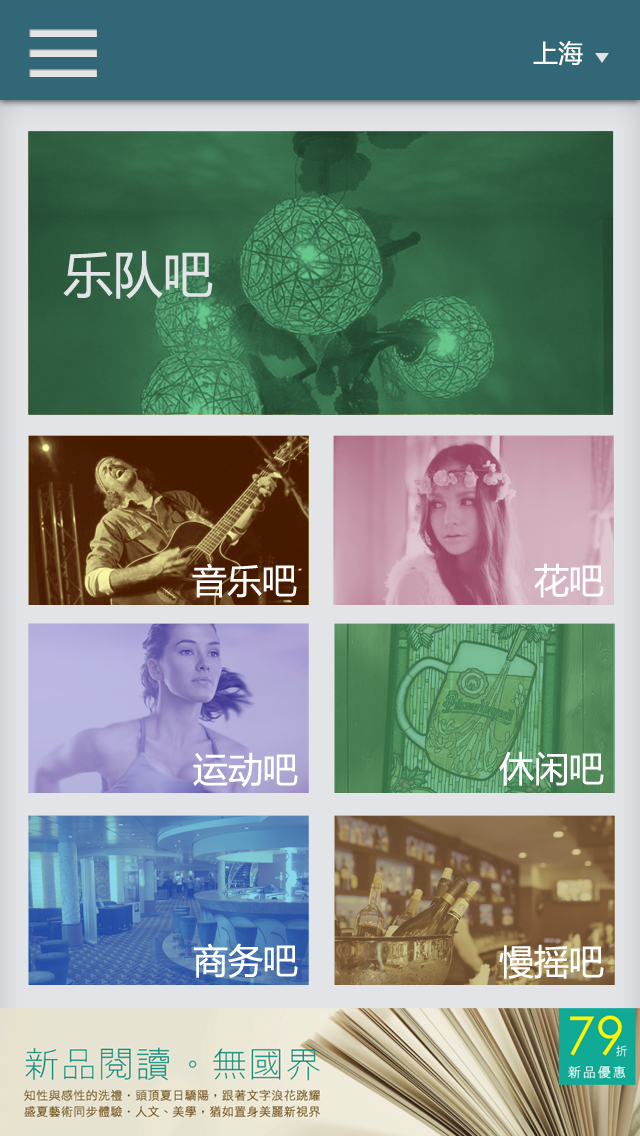 上海
乐队吧
音乐吧
花吧
运动吧
休闲吧
商务吧
慢摇吧
新品閱讀。無國界
知性與感性的洗禮．頭頂夏日驕陽，跟著文字浪花跳耀
盛夏藝術同步體驗．人文、美學，猶如置身美麗新視界
79折
新品優惠